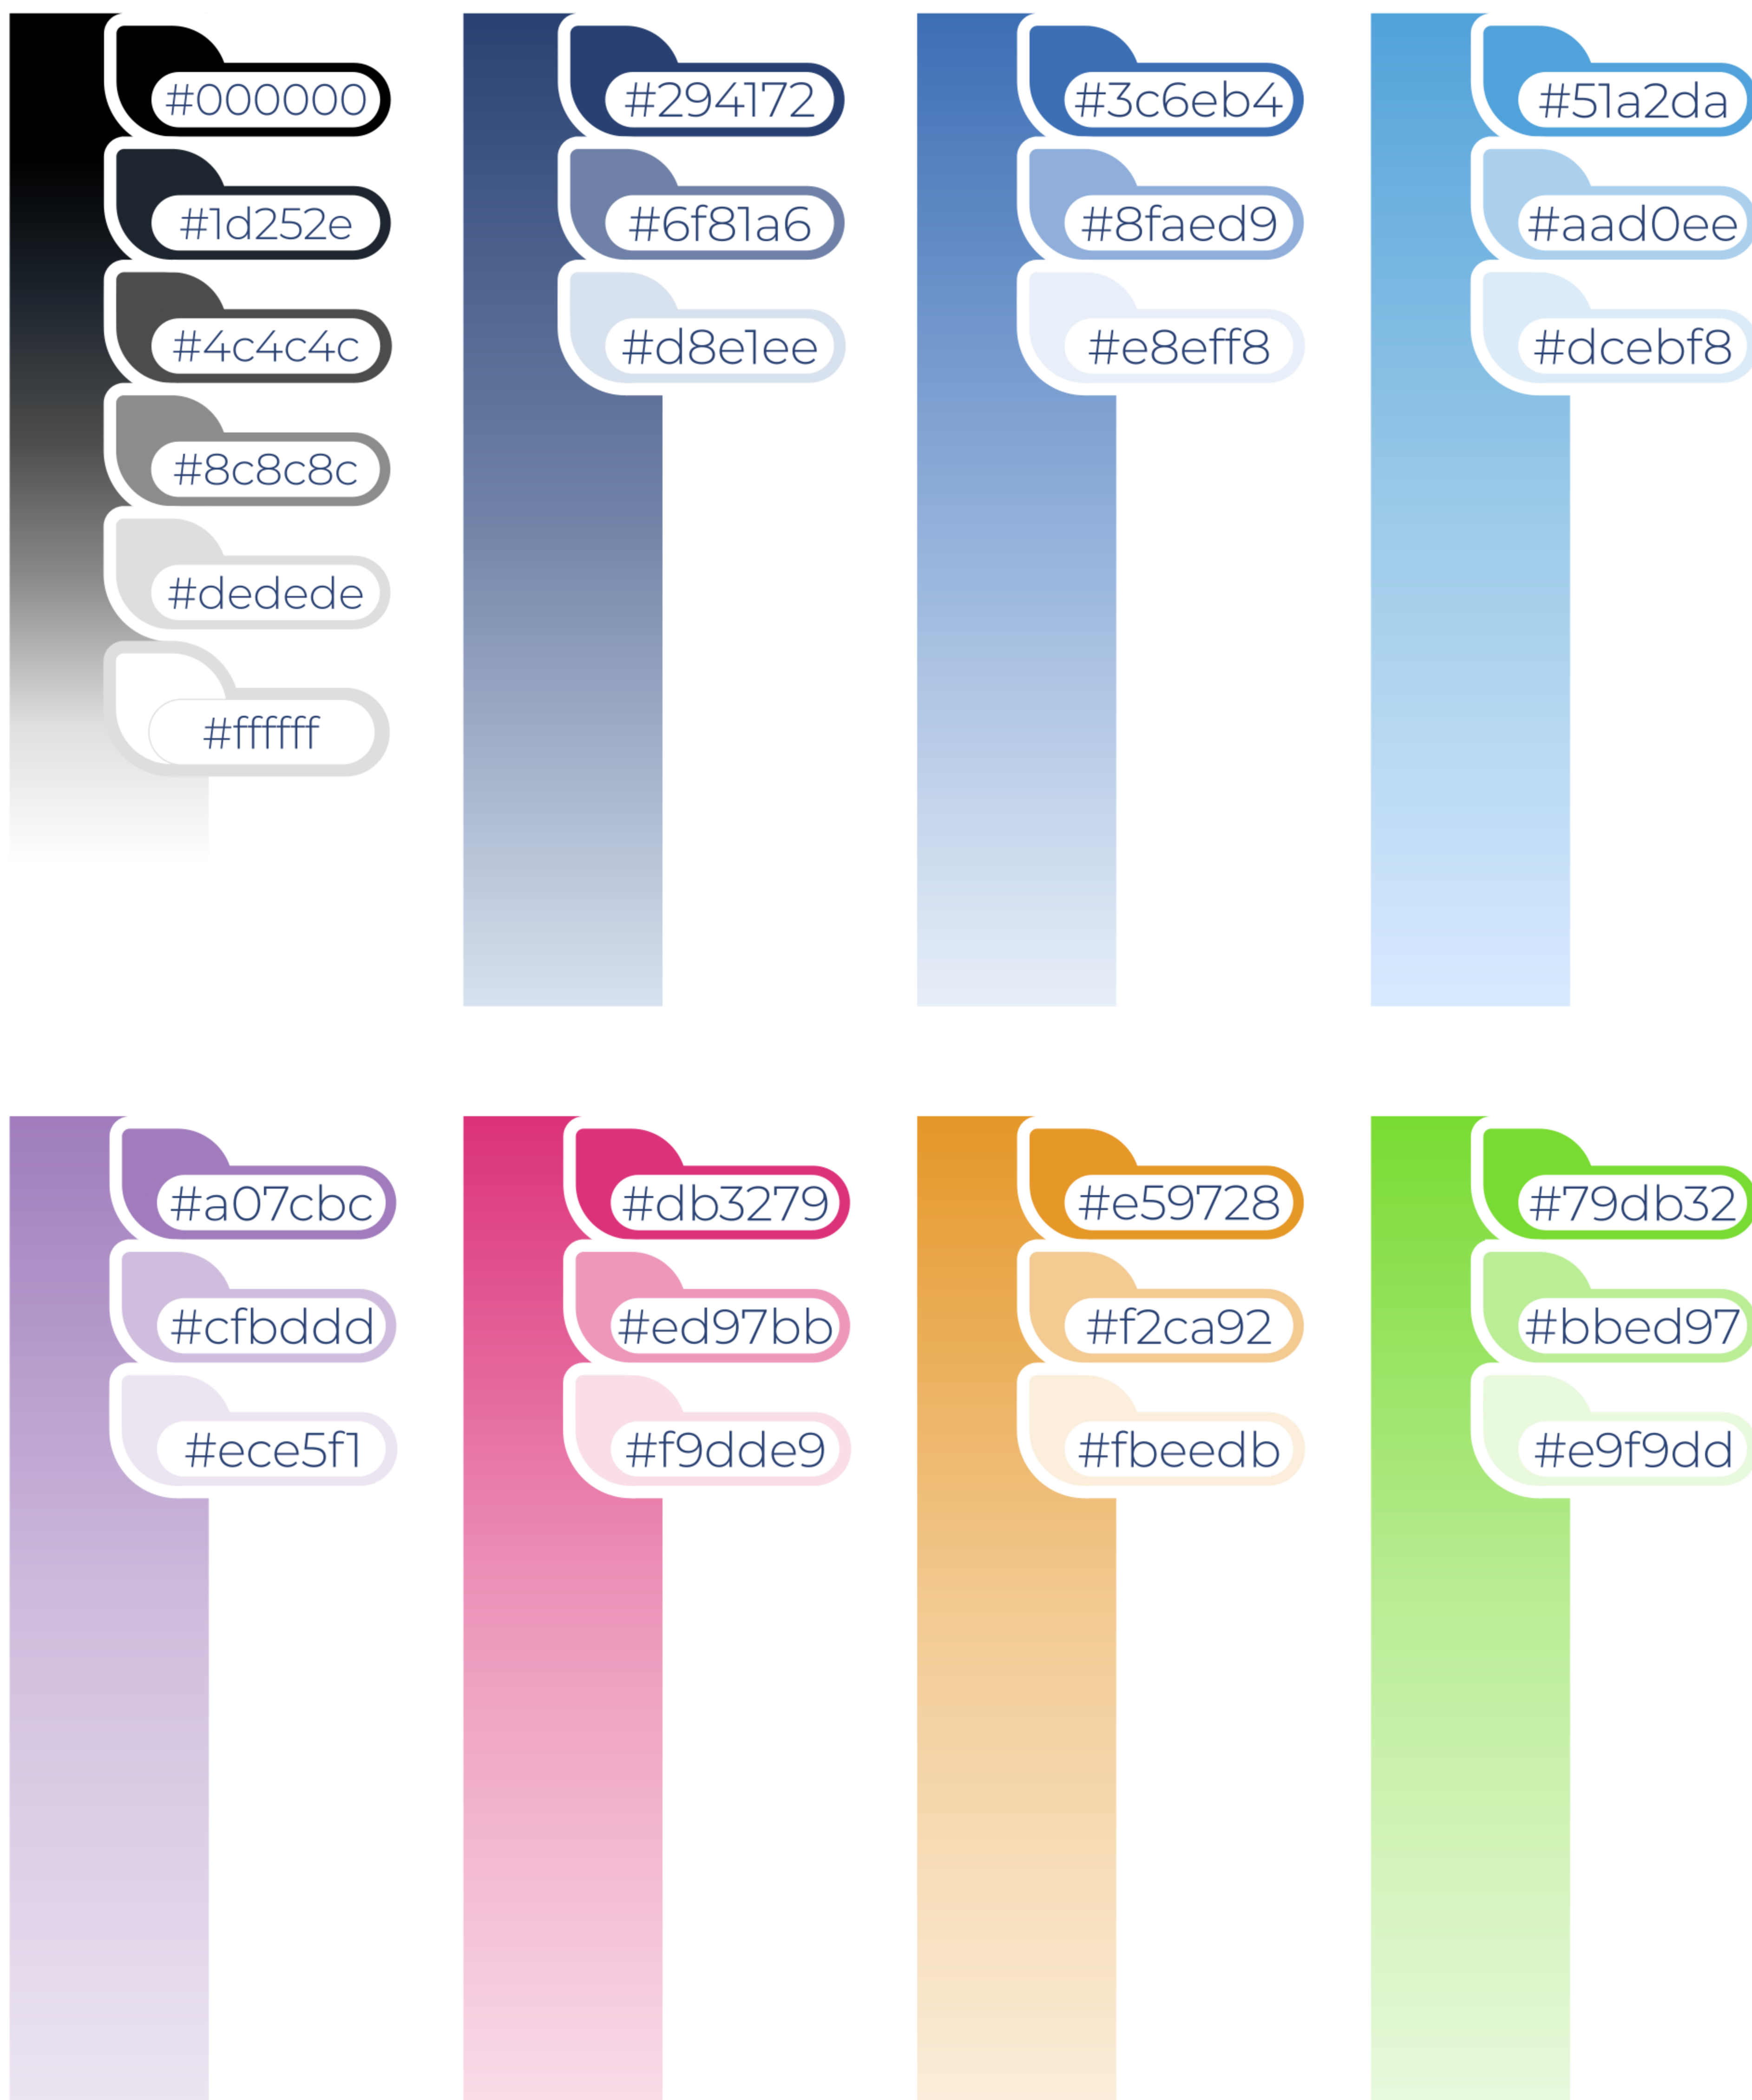 #000000
#1d252e
#4c4c4c
#8c8c8c
#dedede
#ffffff
#294172
#6f81a6
#d8e1ee
#3c6eb4
#8faed9
#e8eff8
#51a2da
#aad0ee
#dcebf8
#a07cbc
#cfbddd
#ece5f1
#db3279
#ed97bb
#f9dde9
#e59728
#f2ca92
#fbeedb
#79db32
#bbed97
#e9f9dd